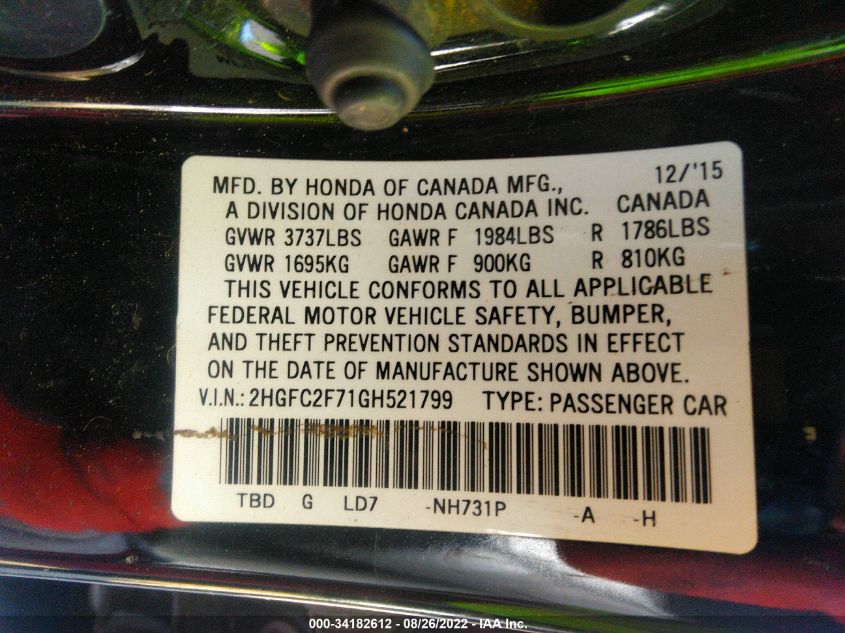 MFD. BY HONDA OF CANADA MFG., 12/'15
A DIVISION OF HONDA CANADA INC. CANADA
GVWR 3737LBS GAWR F 1984LBS R 1786LBS
GVWR 1695KG GAWR F 900KG R 810KG
THIS VEHICLE CONFORMS TO ALL APPLICABLE
FEDERAL MOTOR VEHICLE SAFETY, BUMPER,
AND THEFT PREVENTION STANDARDS IN EFFECT
ON THE DATE OF MANUFACTURE SHOWN ABOVE.
V.I.N.: 2HGFC2F71GH521799 TYPE: PASSENGER CAR
TBD G LD7 -NH731P -A -H
000-34182612 - 08/26/2022 - IAA Inc.